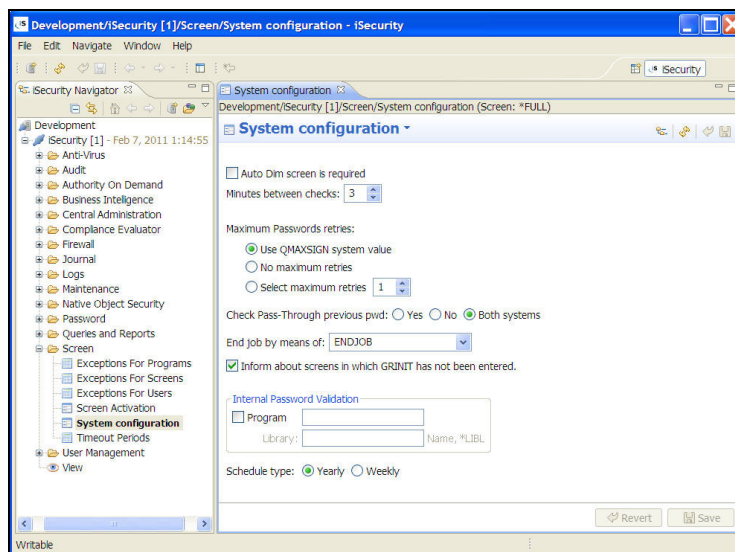 Development/iSecurity [1]/Screen/System configuration - iSecurity
File Edit Navigate Window Help
iSecurity
iSecurity Navigator
System configuration
Development/iSecurity [1]/Screen/System configuration (Screen: *FULL)
System configuration
Development
iSecurity [1] - Feb 7, 2011 1:14:55
Anti-Virus
Audit
Authority On Demand
Business Intelligence
Central Administration
Compliance Evaluator
Firewall
Journal
Logs
Maintenance
Native Object Security
Password
Queries and Reports
Screen
Exceptions For Programs
Exceptions For Screens
Exceptions For Users
Screen Activation
System configuration
Timeout Periods
User Management
View
Auto Dim screen is required
Minutes between checks: 3
Maximum Passwords retries:
Use QMAXSIGN system value
No maximum retries
Select maximum retries 1
Check Pass-Through previous pwd: Yes No Both systems
End job by means of: ENDJOB
Inform about screens in which GRINIT has not been entered.
Internal Password Validation
Program
Library: Name, *LIBL
Schedule type: Yearly Weekly
Revert Save
Writable